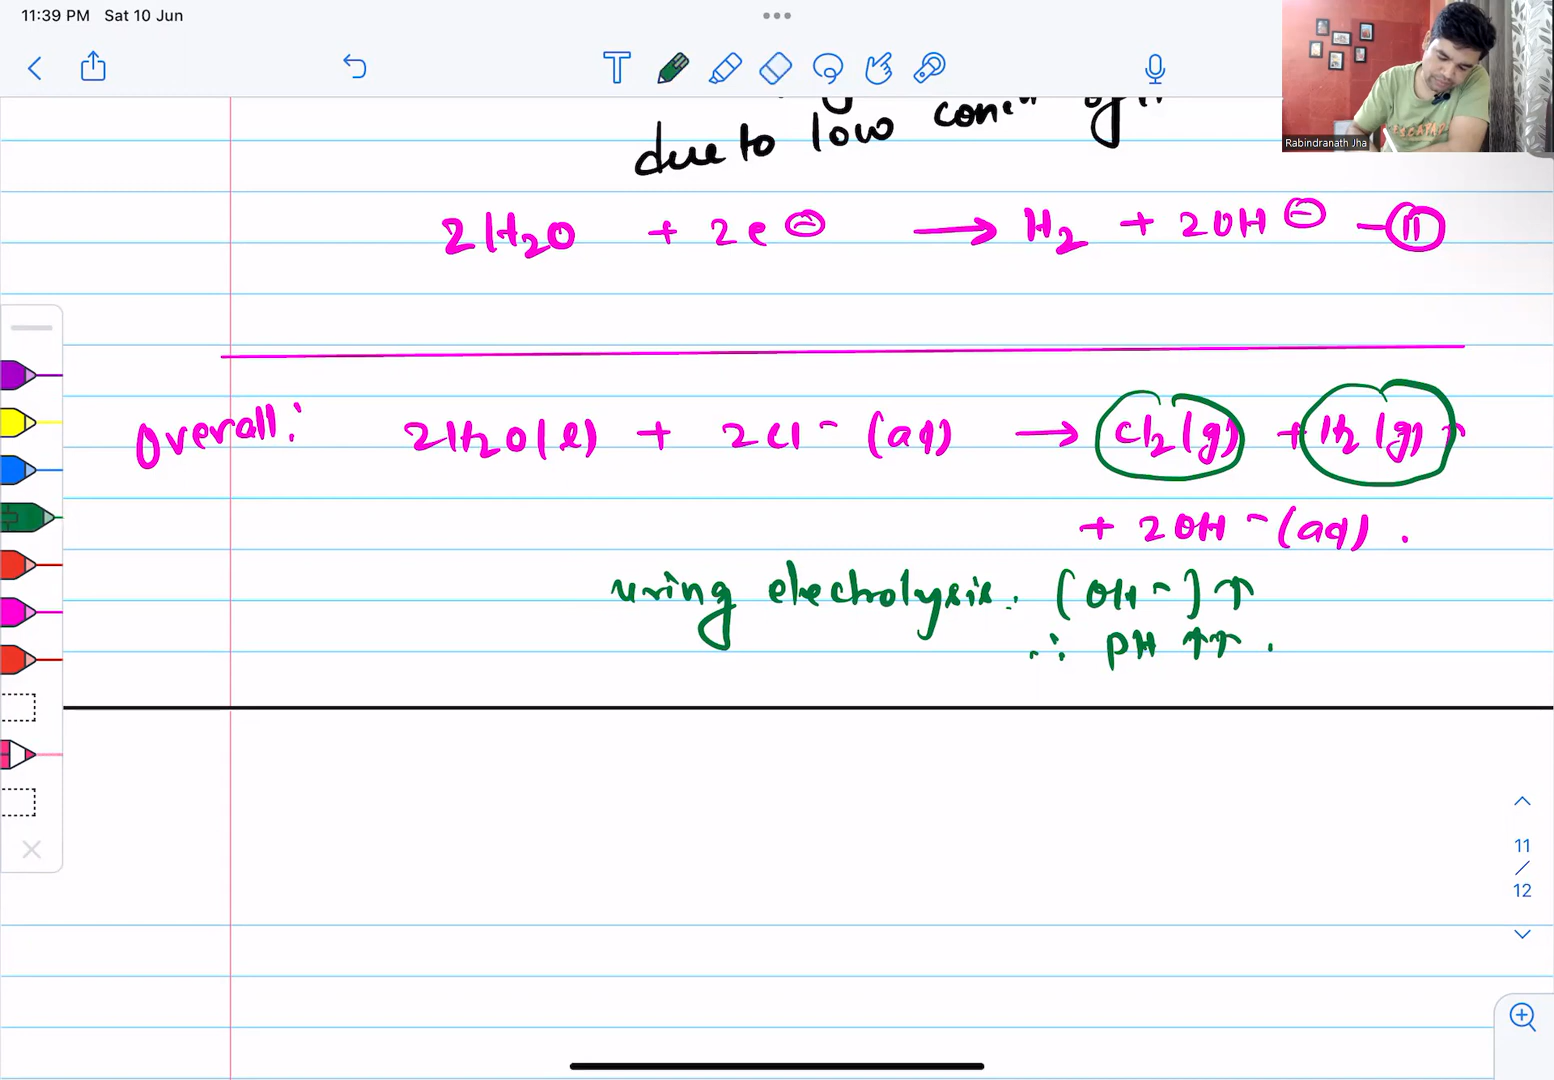 11:39 PM Sat 10 Jun
Rabindranath Jha
due to low
2H₂O + 2e⊖ → H₂ + 2OH⊖ -(II)
Overall: 2H₂O(l) + 2Cl⁻ (aq) → Cl₂(g) + H₂(g) ↑
+ 2OH⁻(aq) .
using electrolysis. (OH⁻) ↑
∴ PH ↑↑ .
11
/
12